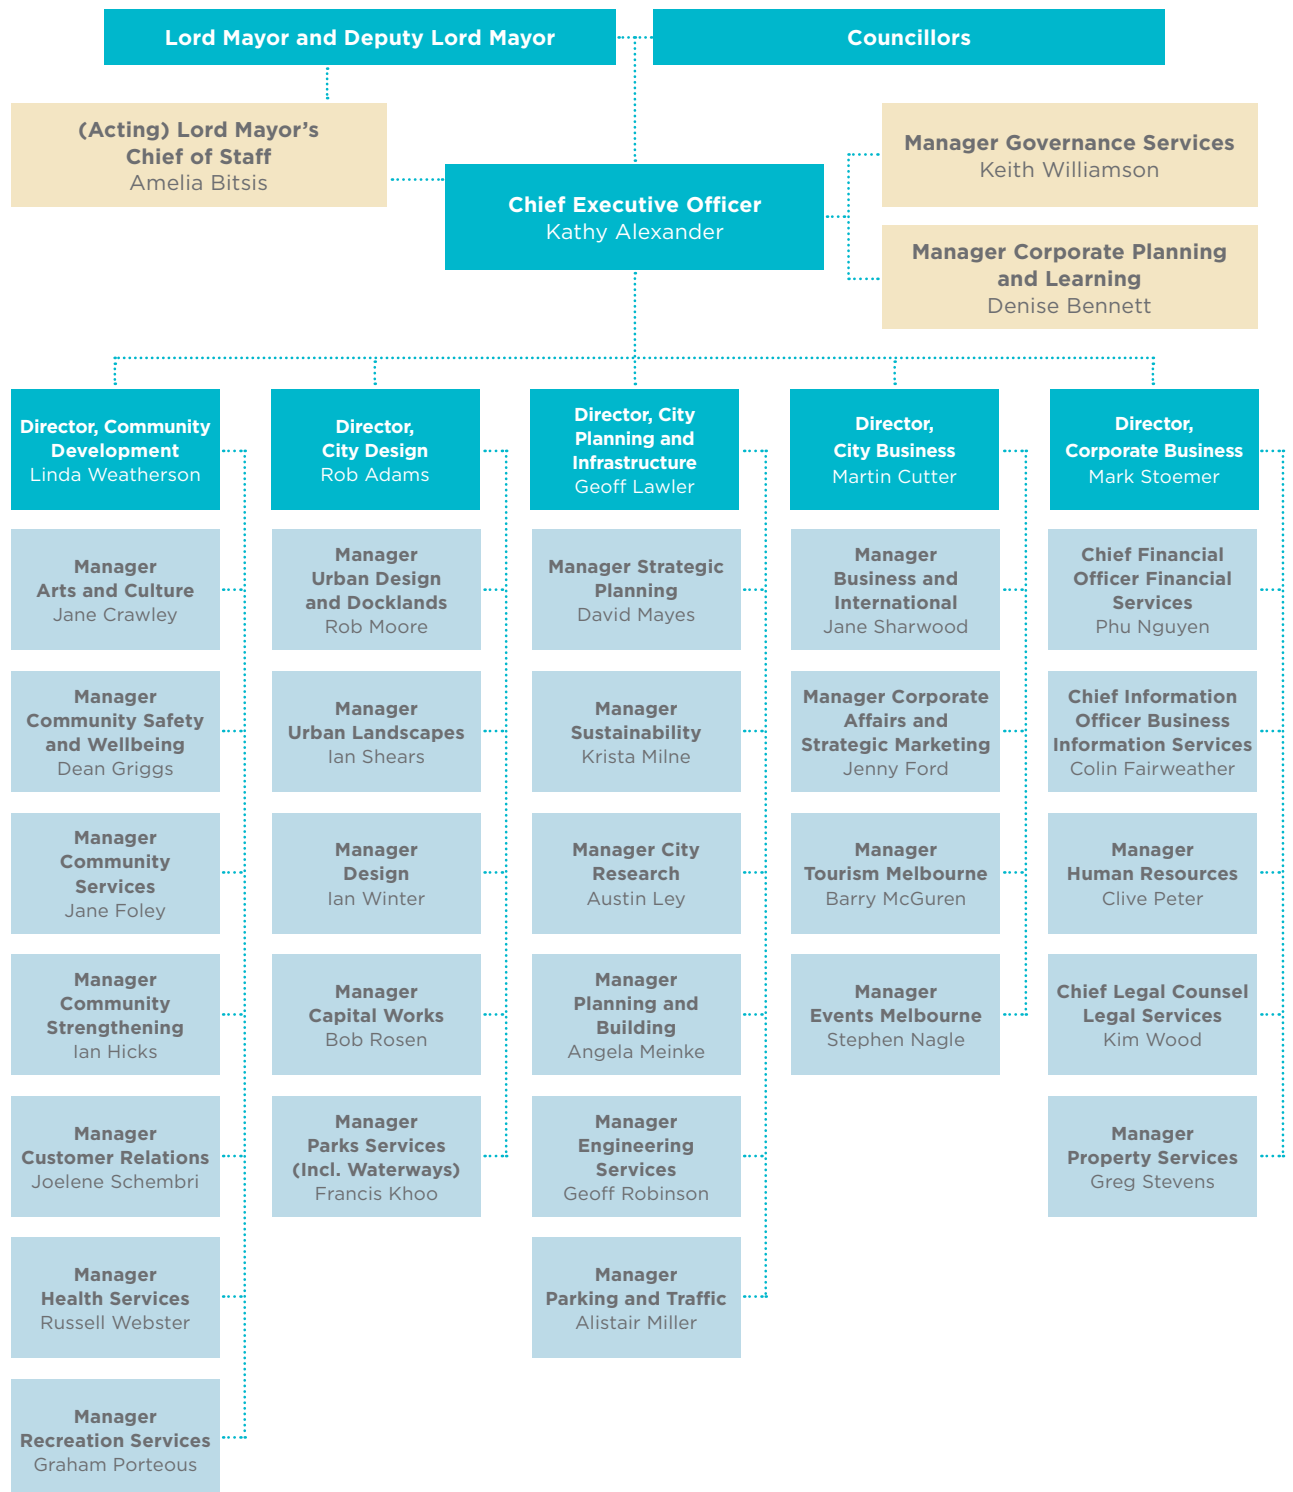 Lord Mayor and Deputy Lord Mayor
Councillors
(Acting) Lord Mayor’s
Chief of Staff
Amelia Bitsis
Manager Governance Services
Keith Williamson
Chief Executive Officer
Kathy Alexander
Manager Corporate Planning
and Learning
Denise Bennett
Director, Community
Development
Linda Weatherson
Manager
Arts and Culture
Jane Crawley
Manager
Community Safety
and Wellbeing
Dean Griggs
Manager
Community
Services
Jane Foley
Manager
Community
Strengthening
Ian Hicks
Manager
Customer Relations
Joelene Schembri
Manager
Health Services
Russell Webster
Manager
Recreation Services
Graham Porteous
Director,
City Design
Rob Adams
Manager
Urban Design
and Docklands
Rob Moore
Manager
Urban Landscapes
Ian Shears
Manager
Design
Ian Winter
Manager
Capital Works
Bob Rosen
Manager
Parks Services
(Incl. Waterways)
Francis Khoo
Director, City
Planning and
Infrastructure
Geoff Lawler
Manager Strategic
Planning
David Mayes
Manager
Sustainability
Krista Milne
Manager City
Research
Austin Ley
Manager
Planning and
Building
Angela Meinke
Manager
Engineering
Services
Geoff Robinson
Manager
Parking and Traffic
Alistair Miller
Director,
City Business
Martin Cutter
Manager
Business and
International
Jane Sharwood
Manager Corporate
Affairs and
Strategic Marketing
Jenny Ford
Manager
Tourism Melbourne
Barry McGuren
Manager
Events Melbourne
Stephen Nagle
Director,
Corporate Business
Mark Stoemer
Chief Financial
Officer Financial
Services
Phu Nguyen
Chief Information
Officer Business
Information Services
Colin Fairweather
Manager
Human Resources
Clive Peter
Chief Legal Counsel
Legal Services
Kim Wood
Manager
Property Services
Greg Stevens